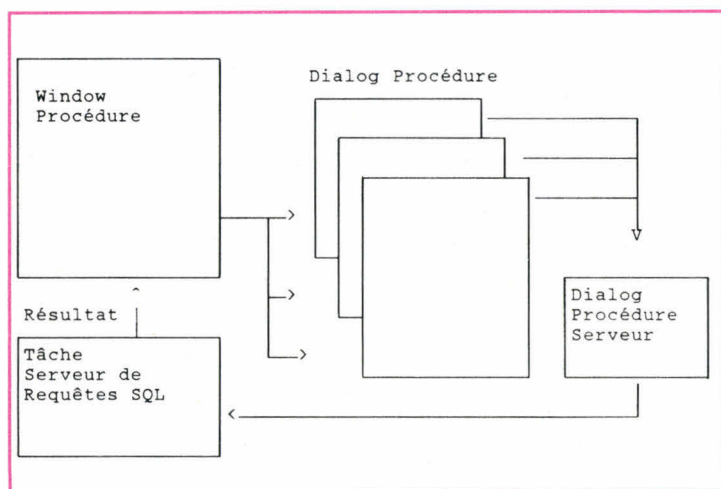 Dialog Procédure
Window
Procédure
Résultat
Dialog
Procédure
Serveur
Tâche
Serveur de
Requêtes SQL